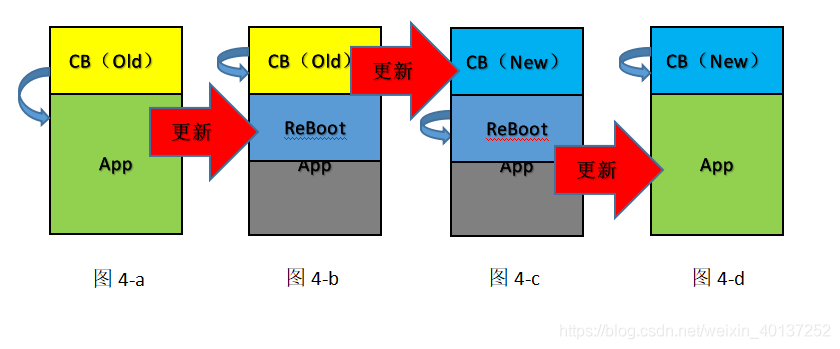 CB（Old）
App
图 4-a
更新
CB（Old）
ReBoot
App
图 4-b
更新
CB（New）
ReBoot
App
图 4-c
更新
CB（New）
App
图 4-d
https://blog.csdn.net/weixin_40137252